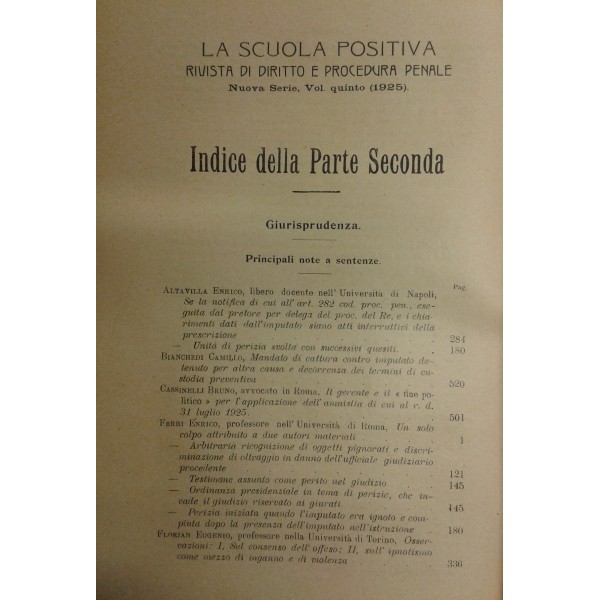 LA SCUOLA POSITIVA
RIVISTA DI DIRITTO E PROCEDURA PENALE
Nuova Serie, Vol. quinto (1925).
Indice della Parte Seconda
Giurisprudenza.
Principali note a sentenze.
Pag.
ALTAVILLA ENRICO, libero docente nell'Università di Napoli,
Se la notifica di cui all'art. 282 cod. proc. pen., ese-
guita dal pretore per delega del proc. del Re, e i chia-
rimenti dati dall'imputato siano atti interruttivi della
prescrizione . . . . . 284
— Unità di perizia svolta con successivi quesiti. . . 180
BIANCHEDI CAMILLO, Mandato di cattura contro imputato de-
tenuto per altra causa e decorrenza dei termini di cu-
stodia preventiva . . . . . 520
CASSINELLI BRUNO, avvocato in Roma, Il gerente e il « fine po-
litico » per l'applicazione dell'amnistia di cui al r. d.
31 luglio 1925. . . . . 501
FERRI ENRICO, professore nell'Università di Roma, Un solo
colpo attribuito a due autori materiali . . . . 1
— Arbitraria ricognizione di oggetti pignorati e discri-
minazione di oltraggio in danno dell'ufficiale giudiziario
procedente . . . . . 121
— Testimone assunto come perito nel giudizio . . . 145
— Ordinanza presidenziale in tema di perizie, che in-
vade il giudizio riservato ai giurati . . . . 145
— Perizia iniziata quando l'imputato era ignoto e com-
piuta dopo la presenza dell'imputato nell'istruzione . 180
FLORIAN EUGENIO, professore nella Università di Torino, Osser-
vazioni: I, Sul consenso dell'offeso; II, sull'ipnotismo
come mezzo di inganno e di violenza . . . . 336